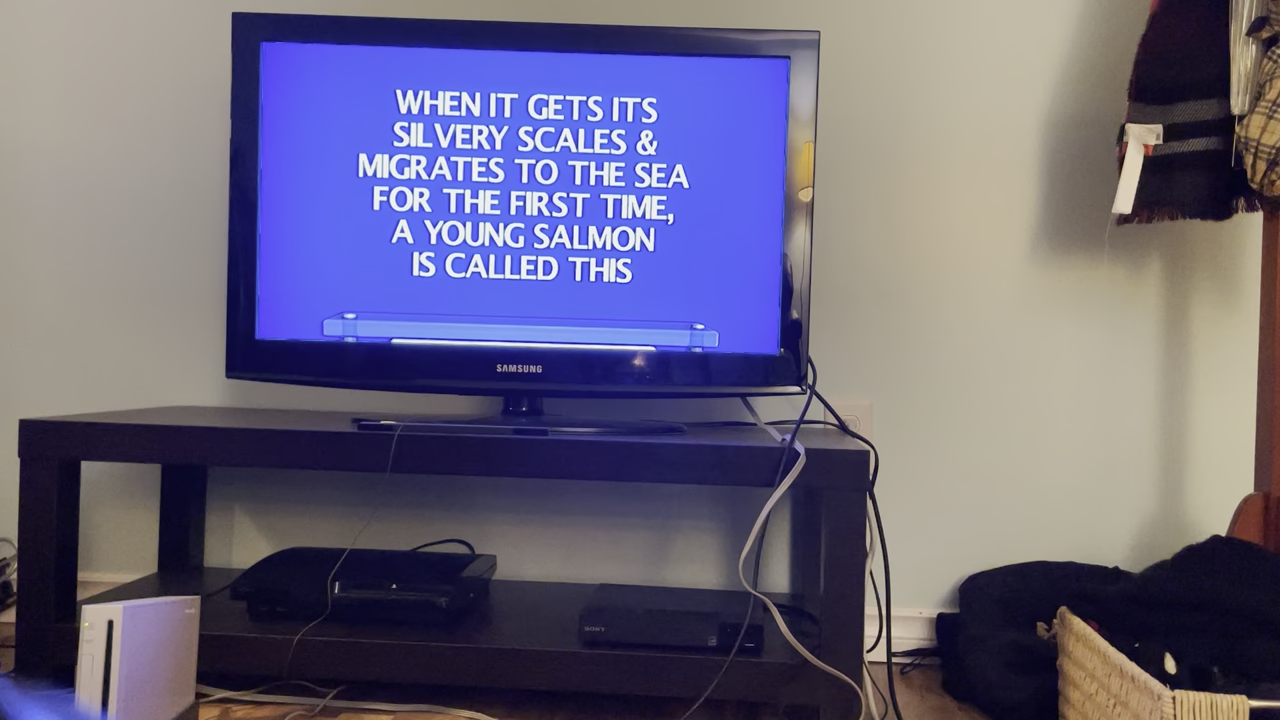 WHEN IT GETS ITS
SILVERY SCALES &
MIGRATES TO THE SEA
FOR THE FIRST TIME,
A YOUNG SALMON
IS CALLED THIS
SAMSUNG
SONY